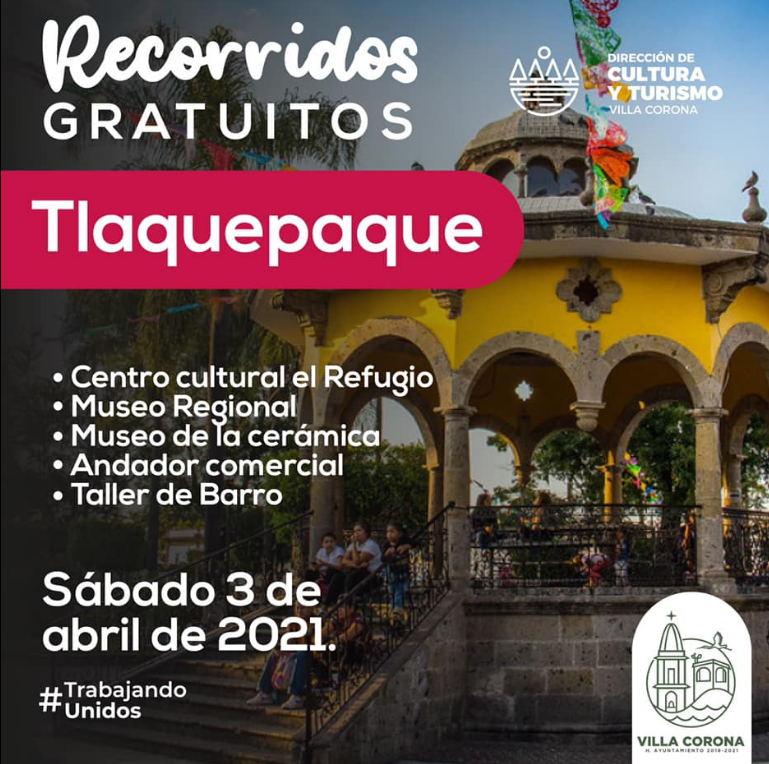 Recorridos
GRATUITOS
DIRECCIÓN DE
CULTURA
Y TURISMO
VILLA CORONA
Tlaquepaque
• Centro cultural el Refugio
• Museo Regional
• Museo de la cerámica
• Andador comercial
• Taller de Barro
Sábado 3 de
abril de 2021.
#Trabajando
Unidos
VILLA CORONA
H. AYUNTAMIENTO 2018-2021